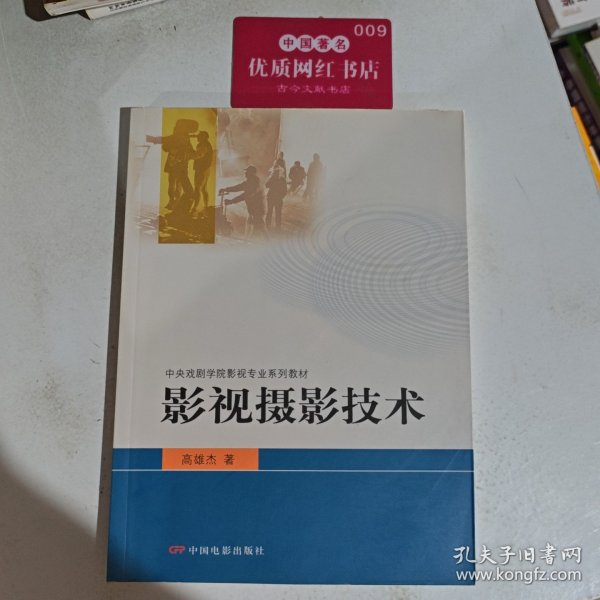 009
中国著名
优质网红书店
古今文献书店
中央戏剧学院影视专业系列教材
影视摄影技术
高雄杰 著
CFP 中国电影出版社
孔夫子旧书网
www.kongfz.com